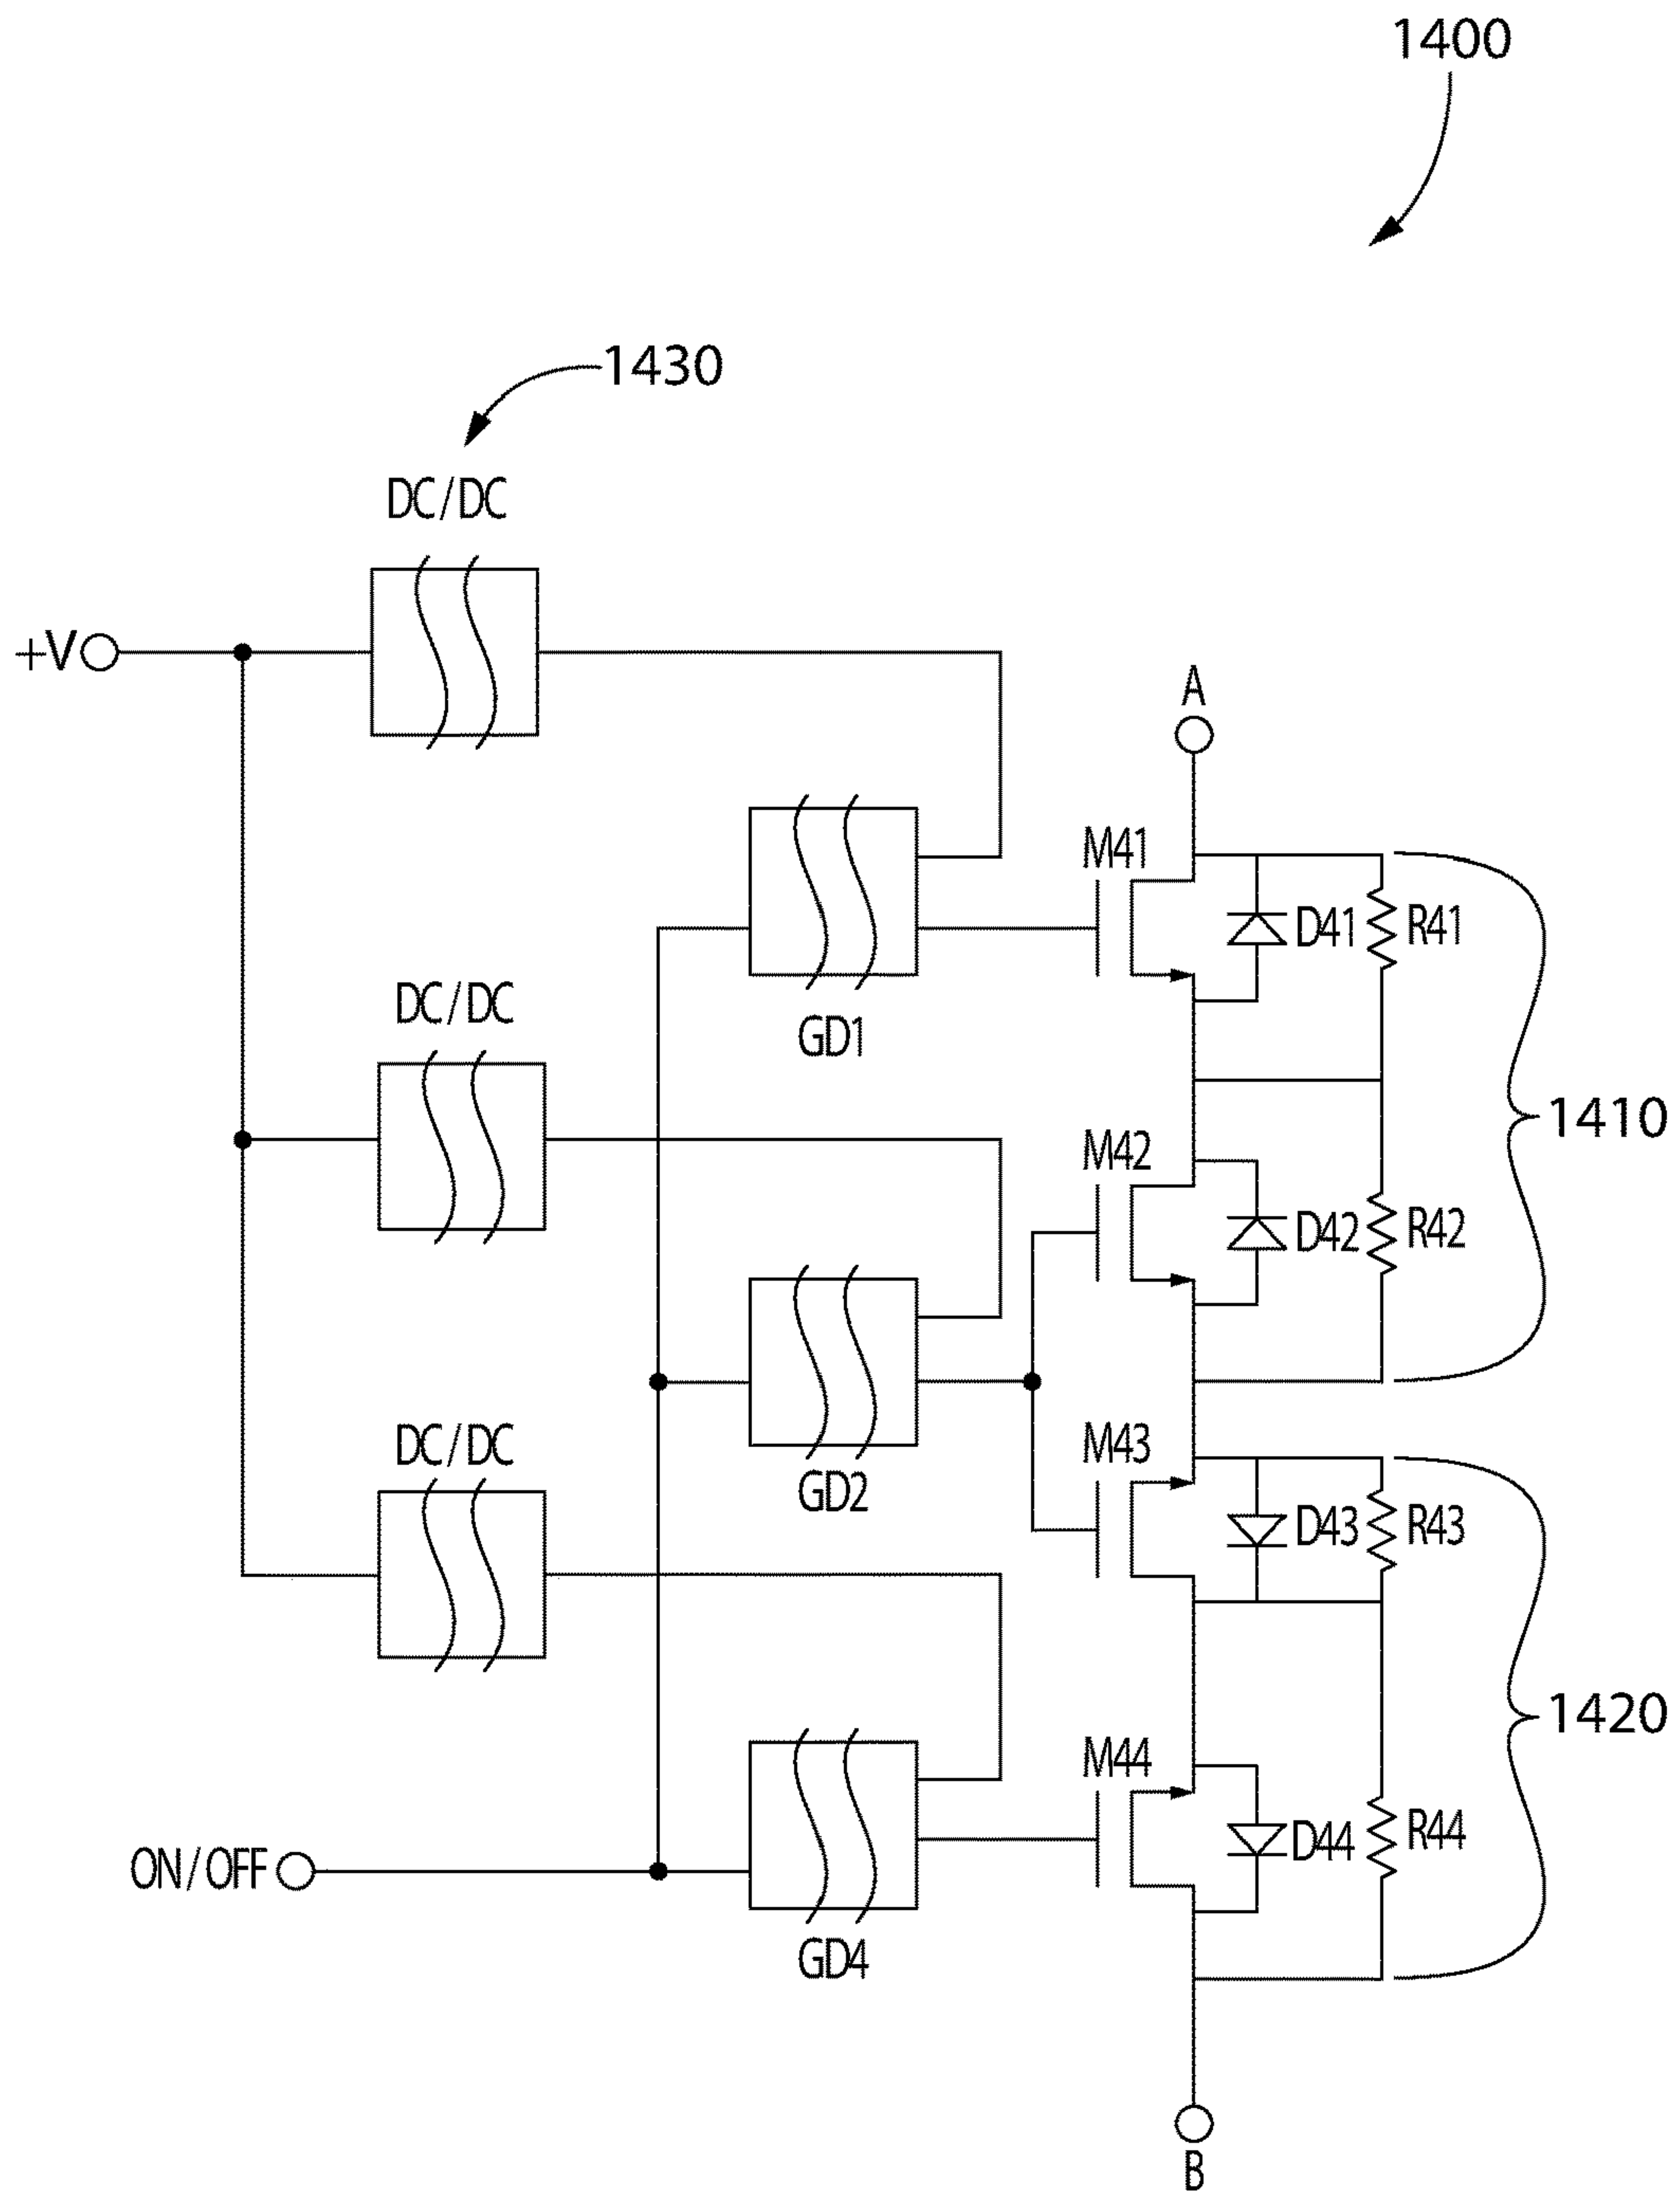 1400
1430
DC/DC
+V
A
M41
D41
R41
GD1
DC/DC
1410
M42
D42
R42
DC/DC
M43
GD2
D43
R43
1420
M44
D44
R44
ON/OFF
GD4
B